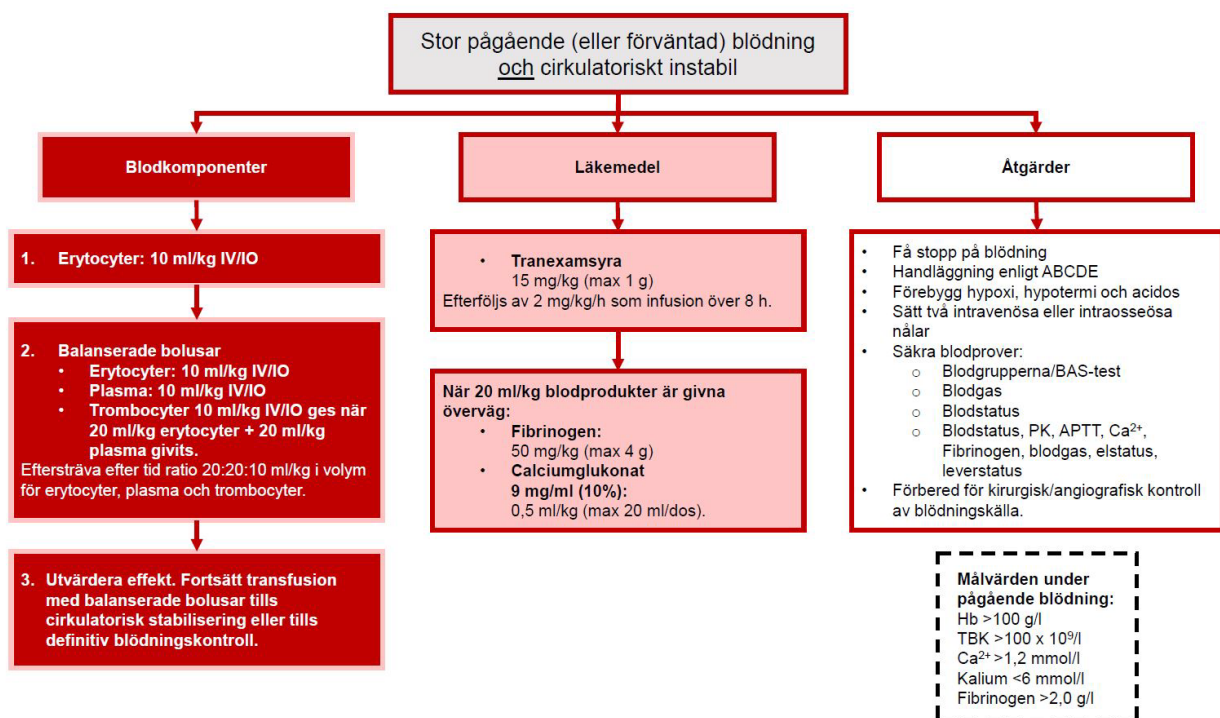 Stor pågående (eller förväntad) blödning
och cirkulatoriskt instabil
Blodkomponenter
1. Erytocyter: 10 ml/kg IV/IO
2. Balanserade bolusar
• Erytocyter: 10 ml/kg IV/IO
• Plasma: 10 ml/kg IV/IO
• Trombocyter 10 ml/kg IV/IO ges när
20 ml/kg erytocyter + 20 ml/kg
plasma givits.
Eftersträva efter tid ratio 20:20:10 ml/kg i volym
för erytocyter, plasma och trombocyter.
3. Utvärdera effekt. Fortsätt transfusion
med balanserade bolusar tills
cirkulatorisk stabilisering eller tills
definitiv blödningskontroll.
Läkemedel
• Tranexamsyra
15 mg/kg (max 1 g)
Efterföljs av 2 mg/kg/h som infusion över 8 h.
När 20 ml/kg blodprodukter är givna
överväg:
• Fibrinogen:
50 mg/kg (max 4 g)
• Calciumglukonat
9 mg/ml (10%):
0,5 ml/kg (max 20 ml/dos).
Åtgärder
• Få stopp på blödning
• Handläggning enligt ABCDE
• Förebygg hypoxi, hypotermi och acidos
• Sätt två intravenösa eller intraosseösa
nålar
• Säkra blodprover:
o Blodgrupperna/BAS-test
o Blodgas
o Blodstatus
o Blodstatus, PK, APTT, Ca²⁺,
Fibrinogen, blodgas, elstatus,
leverstatus
• Förbered för kirurgisk/angiografisk kontroll
av blödningskälla.
Målvärden under
pågående blödning:
Hb >100 g/l
TBK >100 x 10⁹/l
Ca²⁺ >1,2 mmol/l
Kalium <6 mmol/l
Fibrinogen >2,0 g/l